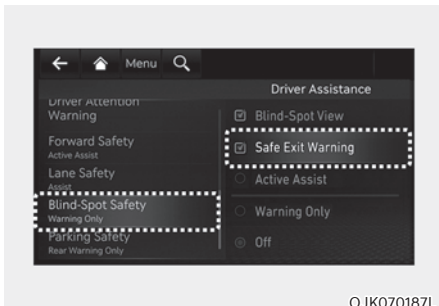 Menu
Driver Assistance
Driver Attention
Warning
Forward Safety
Active Assist
Lane Safety
Assist
Blind-Spot Safety
Warning Only
Parking Safety
Rear Warning Only
Blind-Spot View
Safe Exit Warning
Active Assist
Warning Only
Off
OJK070187L